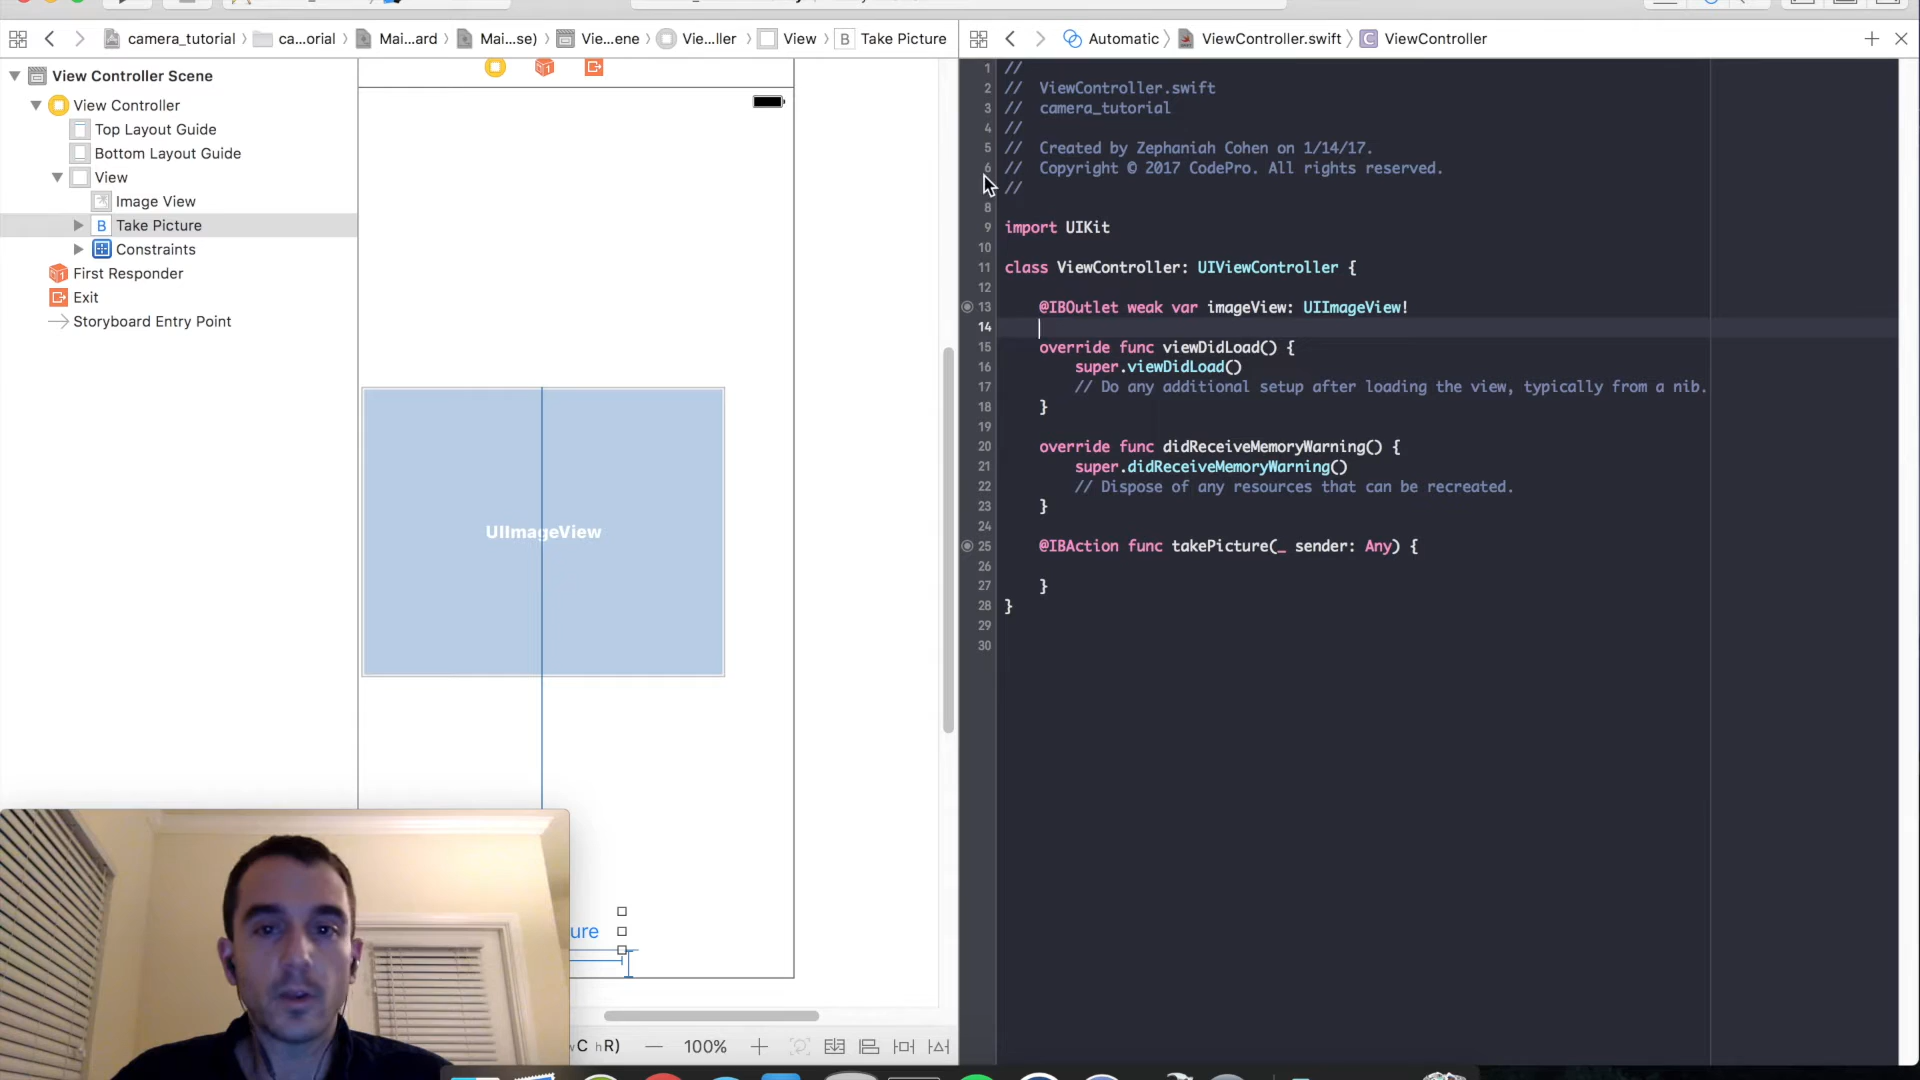 camera_tutorial
ca...orial
Mai...ard
Mai...se)
Vie...ene
Vie...ller
View
B
Take Picture
Automatic
ViewController.swift
C
ViewController
View Controller Scene
View Controller
Top Layout Guide
Bottom Layout Guide
View
Image View
B Take Picture
Constraints
First Responder
Exit
Storyboard Entry Point
UIImageView
ure
C hR)
100%
1 //
2 // ViewController.swift
3 // camera_tutorial
4 //
5 // Created by Zephaniah Cohen on 1/14/17.
6 // Copyright © 2017 CodePro. All rights reserved.
//
8
9 import UIKit
10
11 class ViewController: UIViewController {
12
13 @IBOutlet weak var imageView: UIImageView!
14
15 override func viewDidLoad() {
16 super.viewDidLoad()
17 // Do any additional setup after loading the view, typically from a nib.
18 }
19
20 override func didReceiveMemoryWarning() {
21 super.didReceiveMemoryWarning()
22 // Dispose of any resources that can be recreated.
23 }
24
25 @IBAction func takePicture(_ sender: Any) {
26
27 }
28 }
29
30